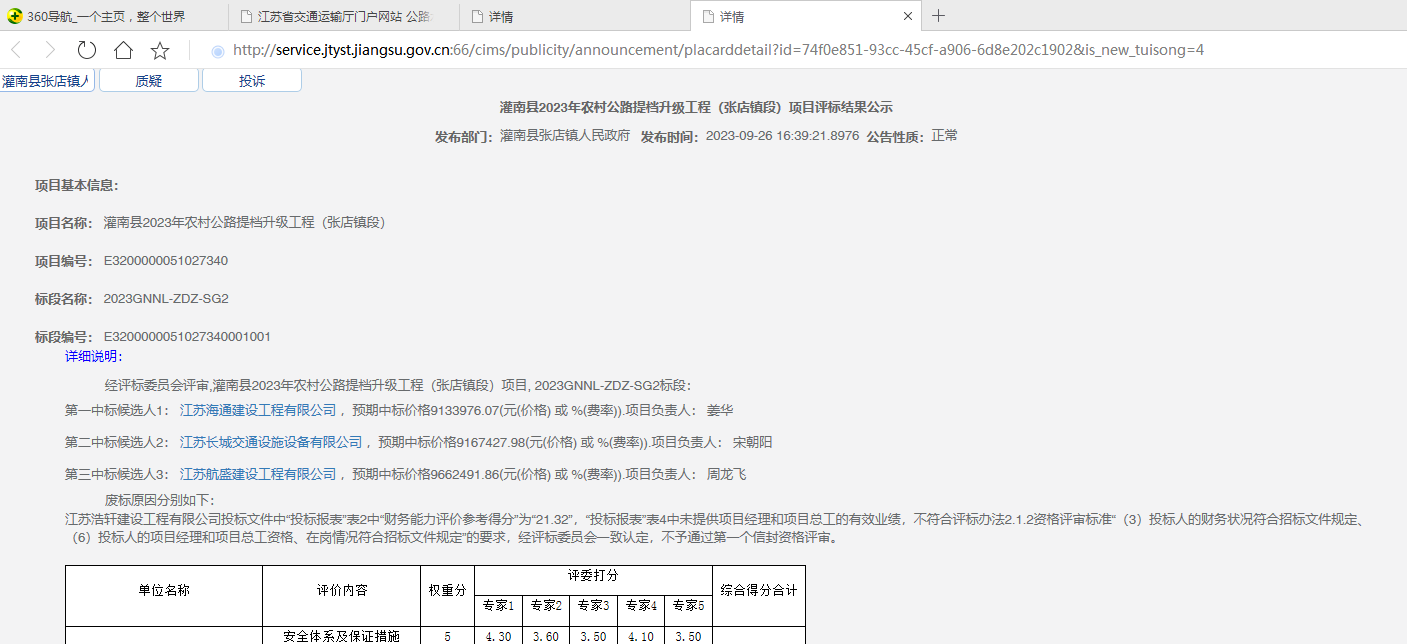 360导航_一个主页，整个世界
江苏省交通运输厅门户网站 公路
详情
详情
http://service.jtyst.jiangsu.gov.cn:66/cims/publicity/announcement/placarddetail?id=74f0e851-93cc-45cf-a906-6d8e202c1902&is_new_tuisong=4
灌南县张店镇人 质疑 投诉
灌南县2023年农村公路提档升级工程（张店镇段）项目评标结果公示
发布部门：灌南县张店镇人民政府 发布时间：2023-09-26 16:39:21.8976 公告性质：正常
项目基本信息：
项目名称： 灌南县2023年农村公路提档升级工程（张店镇段）
项目编号： E3200000051027340
标段名称： 2023GNNL-ZDZ-SG2
标段编号： E3200000051027340001001
详细说明：
经评标委员会评审,灌南县2023年农村公路提档升级工程（张店镇段）项目, 2023GNNL-ZDZ-SG2标段：
第一中标候选人1： 江苏海通建设工程有限公司 ，预期中标价格9133976.07(元(价格) 或 %(费率)).项目负责人： 姜华
第二中标候选人2： 江苏长城交通设施设备有限公司 ，预期中标价格9167427.98(元(价格) 或 %(费率)).项目负责人： 宋朝阳
第三中标候选人3： 江苏航盛建设工程有限公司 ，预期中标价格9662491.86(元(价格) 或 %(费率)).项目负责人： 周龙飞
废标原因分别如下：
江苏浩轩建设工程有限公司投标文件中“投标报表”表2中“财务能力评价参考得分”为“21.32”，“投标报表”表4中未提供项目经理和项目总工的有效业绩，不符合评标办法2.1.2资格评审标准“（3）投标人的财务状况符合招标文件规定、
（6）投标人的项目经理和项目总工资格、在岗情况符合招标文件规定”的要求，经评标委员会一致认定，不予通过第一个信封资格评审。
单位名称 评价内容 权重分 评委打分 综合得分合计
专家1 专家2 专家3 专家4 专家5
安全体系及保证措施 5 4.30 3.60 3.50 4.10 3.50